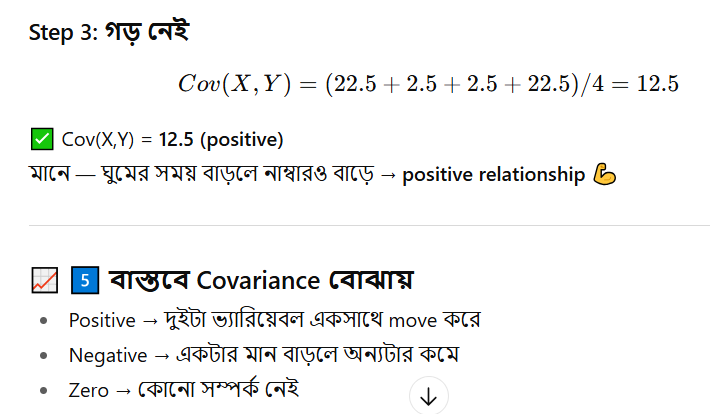 Step 3: গড় নেই
Cov(X, Y) = (22.5 + 2.5 + 2.5 + 22.5)/4 = 12.5
✅ Cov(X,Y) = 12.5 (positive)
মানে — ঘুমের সময় বাড়লে নাম্বারও বাড়ে → positive relationship 💪
📈 5️⃣ বাস্তবে Covariance বোঝায়
• Positive → দুইটা ভ্যারিয়েবল একসাথে move করে
• Negative → একটার মান বাড়লে অন্যটার কমে
• Zero → কোনো সম্পর্ক নেই